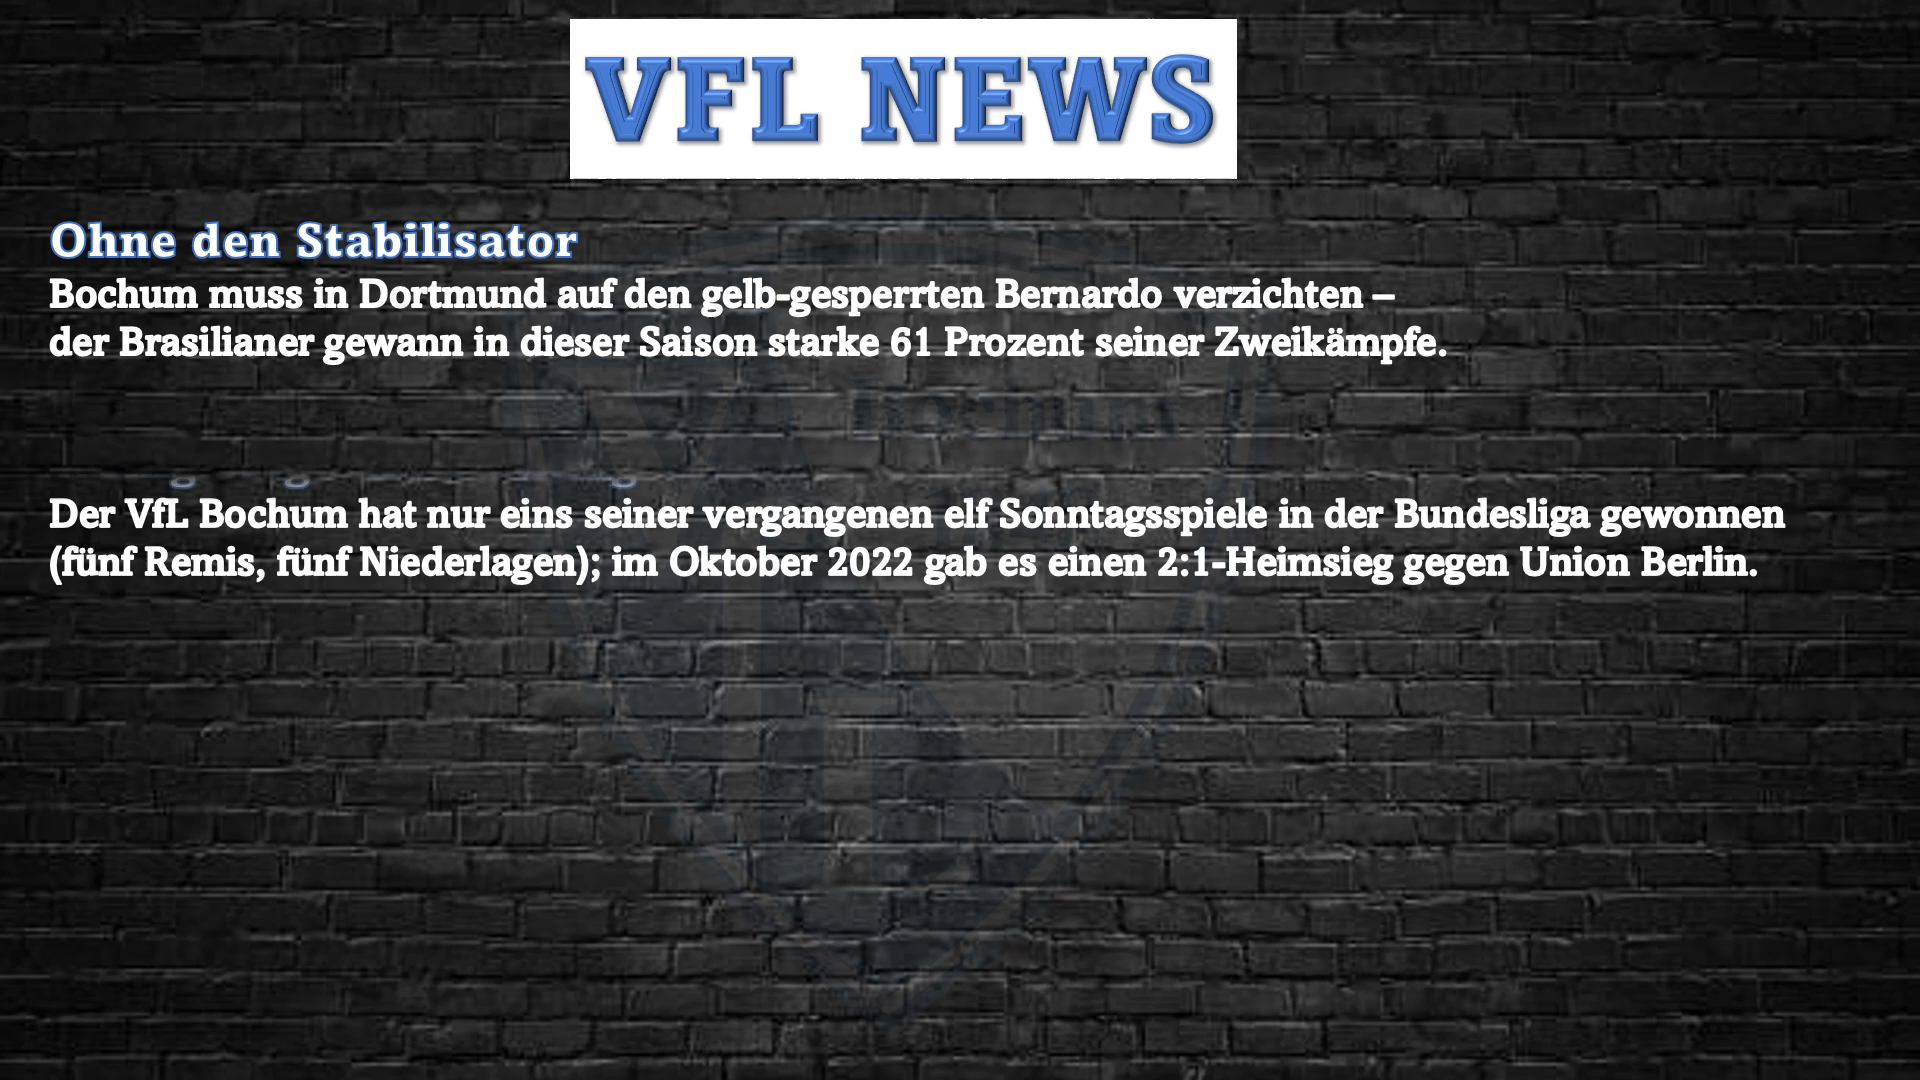 VFL NEWS
Ohne den Stabilisator
Bochum muss in Dortmund auf den gelb-gesperrten Bernardo verzichten –
der Brasilianer gewann in dieser Saison starke 61 Prozent seiner Zweikämpfe.
Der VfL Bochum hat nur eins seiner vergangenen elf Sonntagsspiele in der Bundesliga gewonnen
(fünf Remis, fünf Niederlagen); im Oktober 2022 gab es einen 2:1-Heimsieg gegen Union Berlin.